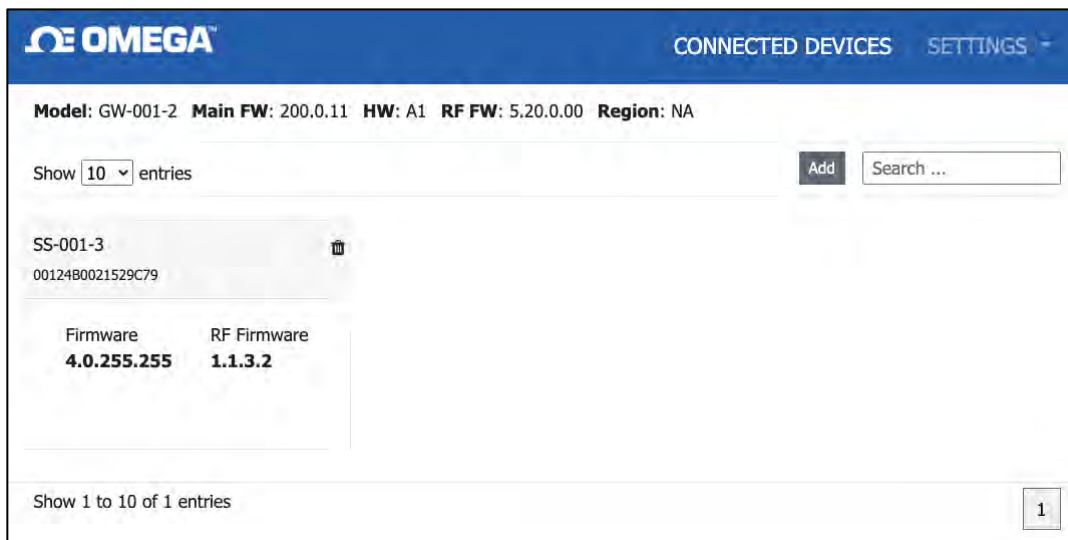 ΩE OMEGA™
CONNECTED DEVICES SETTINGS
Model: GW-001-2 Main FW: 200.0.11 HW: A1 RF FW: 5.20.0.00 Region: NA
Show 10 entries
Add
Search ...
SS-001-3
00124B0021529C79
Firmware RF Firmware
4.0.255.255 1.1.3.2
Show 1 to 10 of 1 entries
1